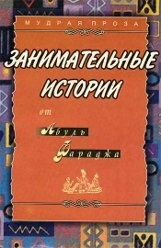 МУДРАЯ ПРОЗА
ЗАНИМАТЕЛЬНЫЕ
ИСТОРИИ
от
Абуль
Фараджа